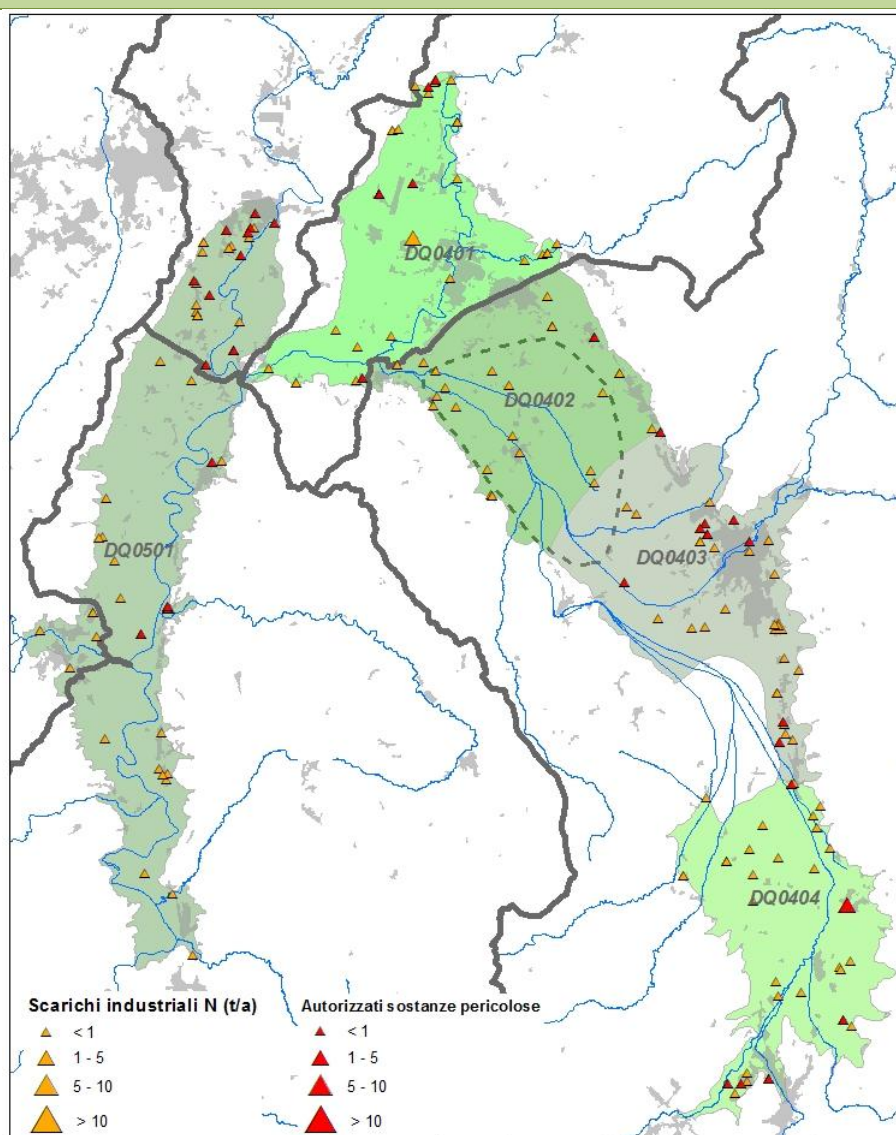 DQ0401
DQ0402
DQ0501
DQ0403
DQ0404
Scarichi industriali N (t/a)
< 1
1 - 5
5 - 10
> 10
Autorizzati sostanze pericolose
< 1
1 - 5
5 - 10
> 10